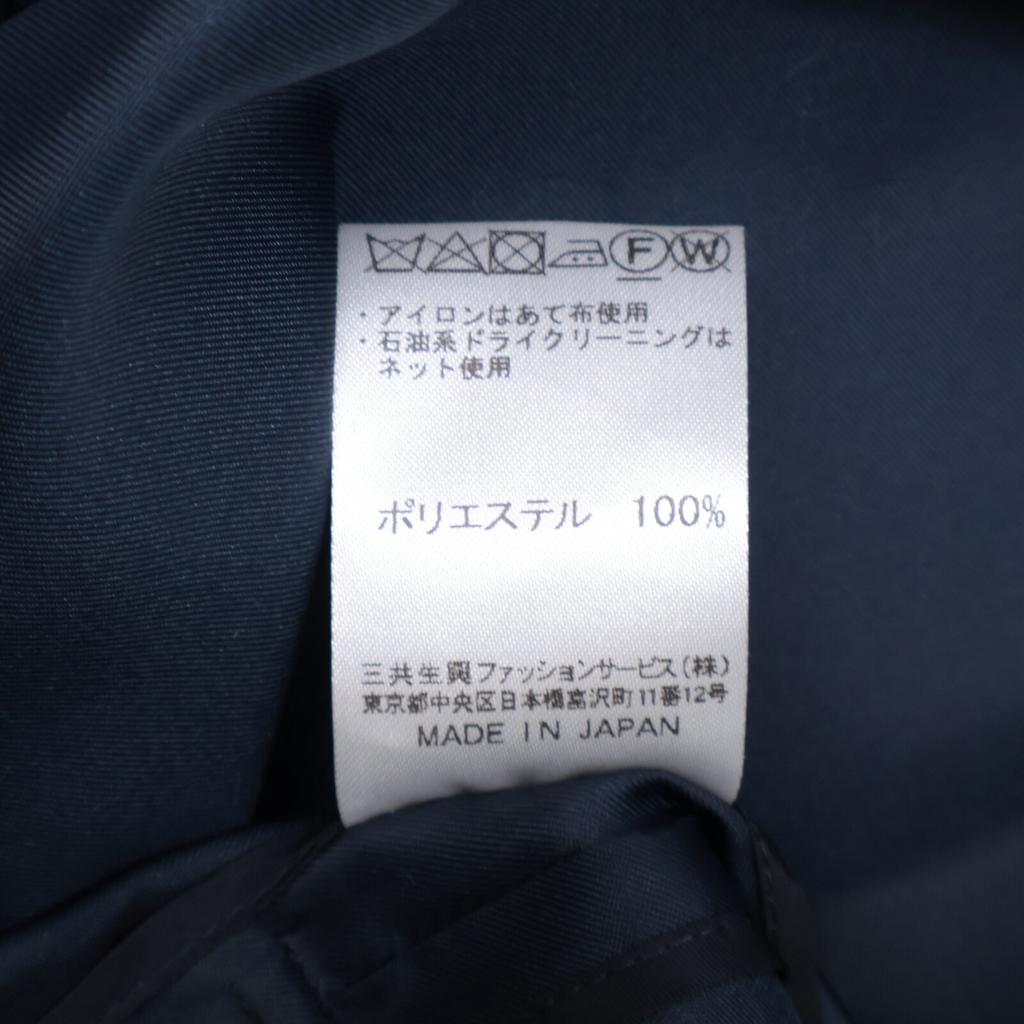 F W
・アイロンはあて布使用
・石油系ドライクリーニングは
ネット使用
ポリエステル 100%
三共生興ファッションサービス(株)
東京都中央区日本橋富沢町11番12号
MADE IN JAPAN